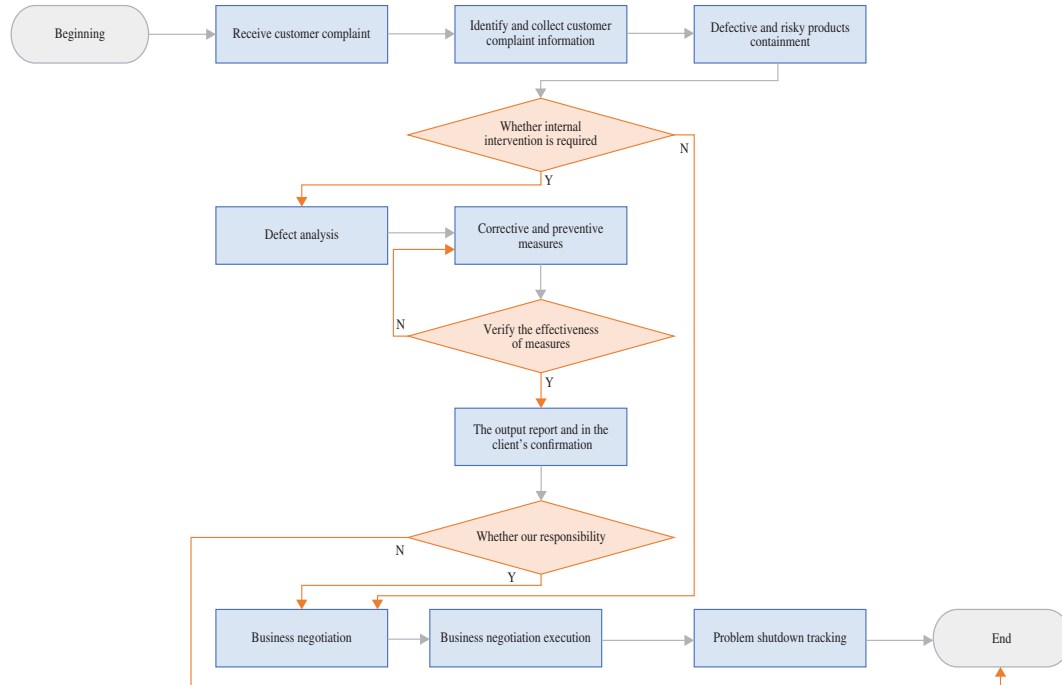 Beginning
Receive customer complaint
Identify and collect customer
complaint information
Defective and risky products
containment
Whether internal
intervention is required
N
Y
Defect analysis
Corrective and preventive
measures
N
Verify the effectiveness
of measures
Y
The output report and in the
client's confirmation
Whether our responsibility
N
Y
Business negotiation
Business negotiation execution
Problem shutdown tracking
End